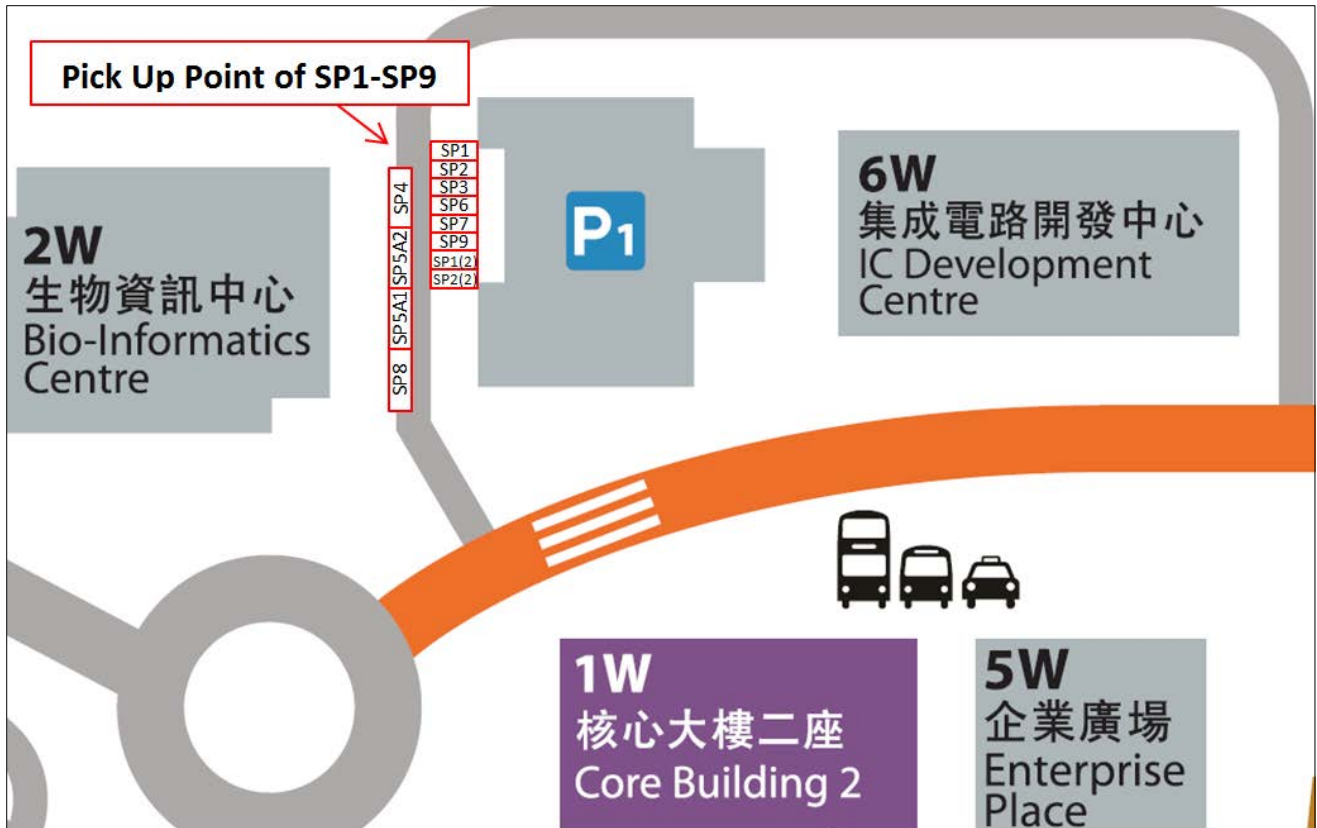 Pick Up Point of SP1-SP9
SP1
SP2
SP3
SP6
SP7
SP9
SP1(2)
SP2(2)
SP4
SP5A2
SP5A1
SP8
P1
2W
生物資訊中心
Bio-Informatics
Centre
6W
集成電路開發中心
IC Development
Centre
1W
核心大樓二座
Core Building 2
5W
企業廣場
Enterprise
Place